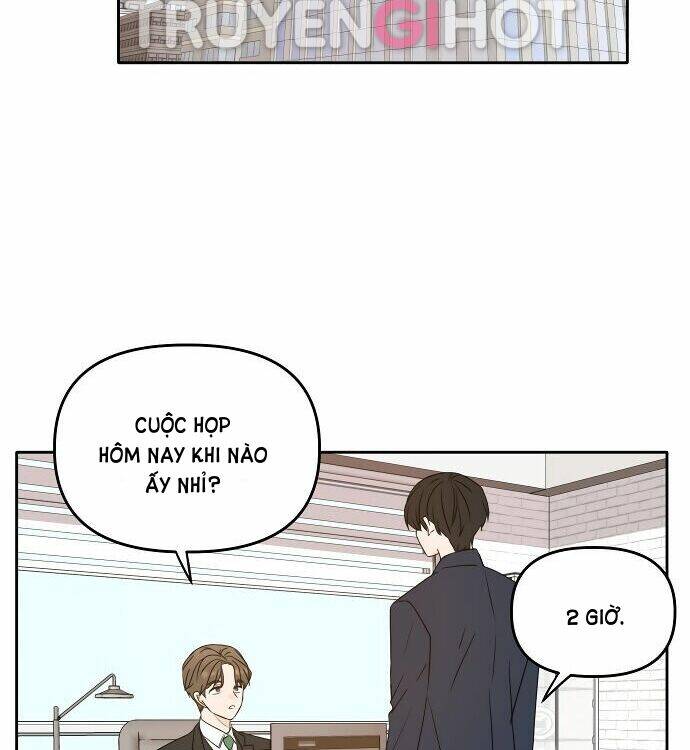 TRUYENGIHOT
CUỘC HỌP
HÔM NAY KHI NÀO
ẤY NHỈ?
2 GIỜ.